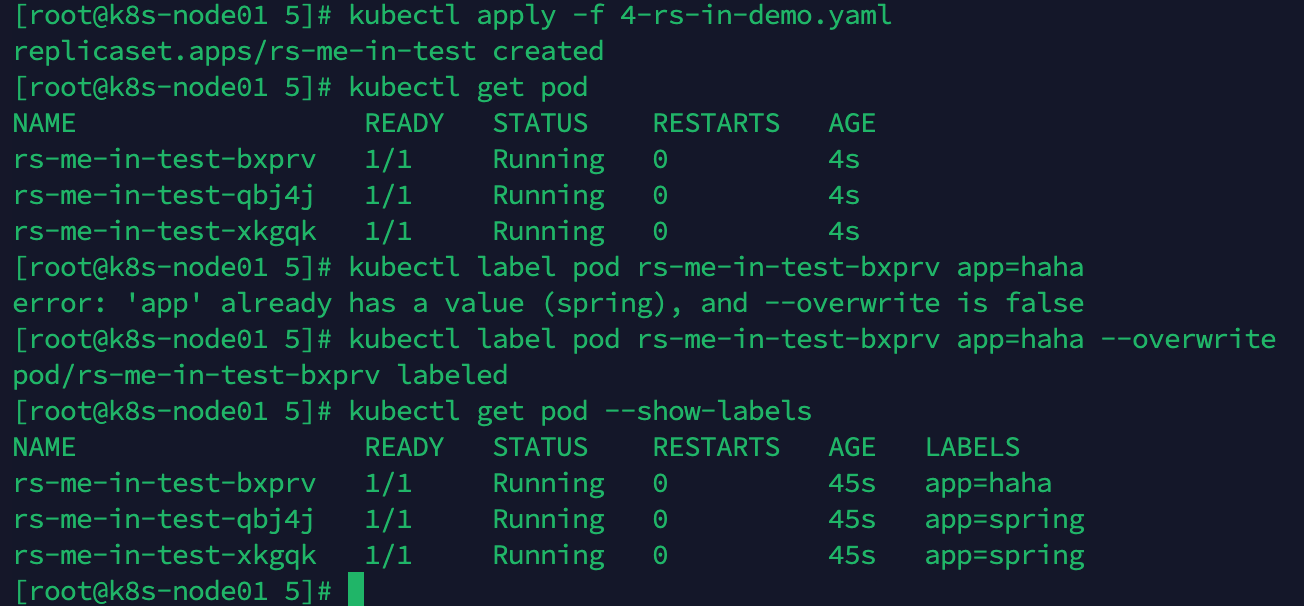 [root@k8s-node01 5]# kubectl apply -f 4-rs-in-demo.yaml
replicaset.apps/rs-me-in-test created
[root@k8s-node01 5]# kubectl get pod
NAME                  READY   STATUS    RESTARTS   AGE
rs-me-in-test-bxprv   1/1     Running   0          4s
rs-me-in-test-qbj4j   1/1     Running   0          4s
rs-me-in-test-xkgqk   1/1     Running   0          4s
[root@k8s-node01 5]# kubectl label pod rs-me-in-test-bxprv app=haha
error: 'app' already has a value (spring), and --overwrite is false
[root@k8s-node01 5]# kubectl label pod rs-me-in-test-bxprv app=haha --overwrite
pod/rs-me-in-test-bxprv labeled
[root@k8s-node01 5]# kubectl get pod --show-labels
NAME                  READY   STATUS    RESTARTS   AGE   LABELS
rs-me-in-test-bxprv   1/1     Running   0          45s   app=haha
rs-me-in-test-qbj4j   1/1     Running   0          45s   app=spring
rs-me-in-test-xkgqk   1/1     Running   0          45s   app=spring
[root@k8s-node01 5]#